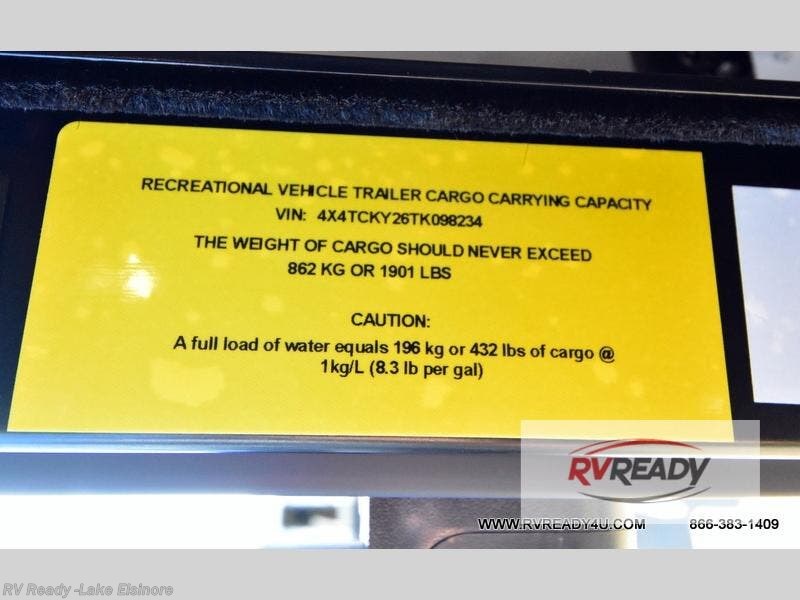 RECREATIONAL VEHICLE TRAILER CARGO CARRYING CAPACITY
VIN: 4X4TCKY26TK098234
THE WEIGHT OF CARGO SHOULD NEVER EXCEED
862 KG OR 1901 LBS
CAUTION:
A full load of water equals 196 kg or 432 lbs of cargo @
1kg/L (8.3 lb per gal)
RVREADY
WWW.RVREADY4U.COM 866-383-1409
RV Ready -Lake Elsinore